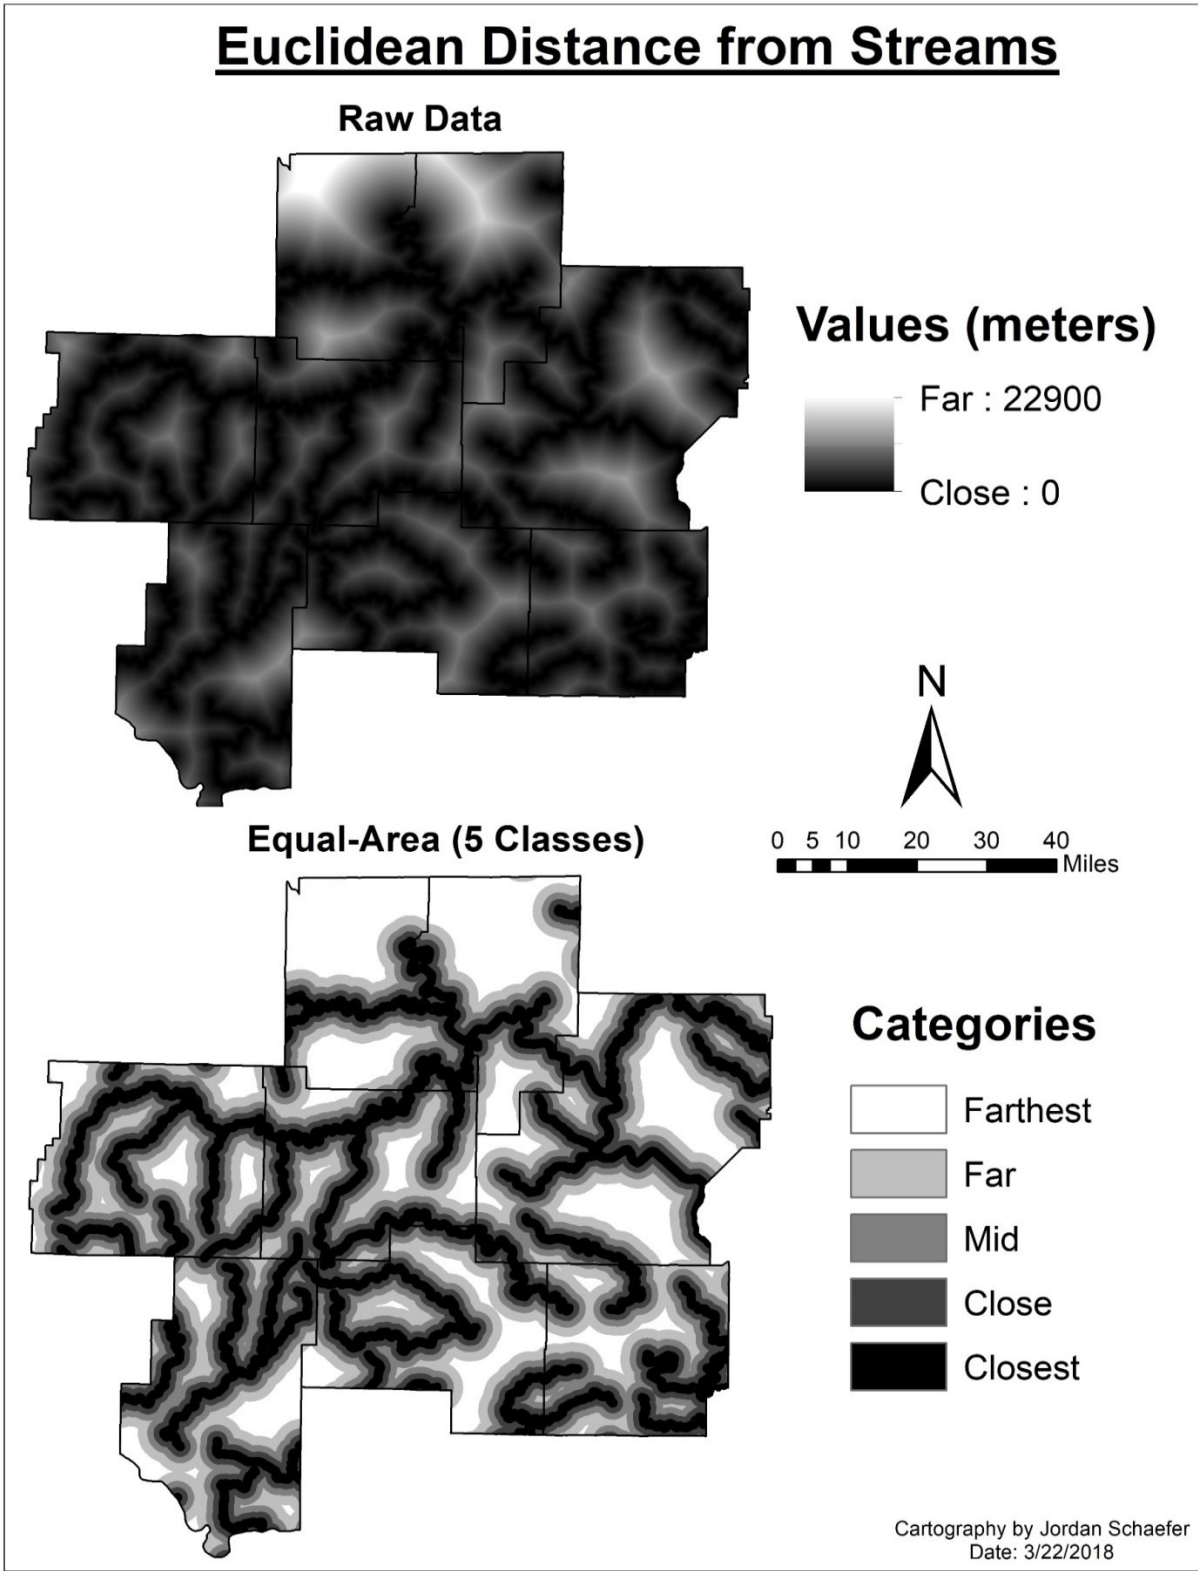 Euclidean Distance from Streams
Raw Data
Values (meters)
Far : 22900
Close : 0
N
0 5 10 20 30 40
Miles
Equal-Area (5 Classes)
Categories
Farthest
Far
Mid
Close
Closest
Cartography by Jordan Schaefer
Date: 3/22/2018